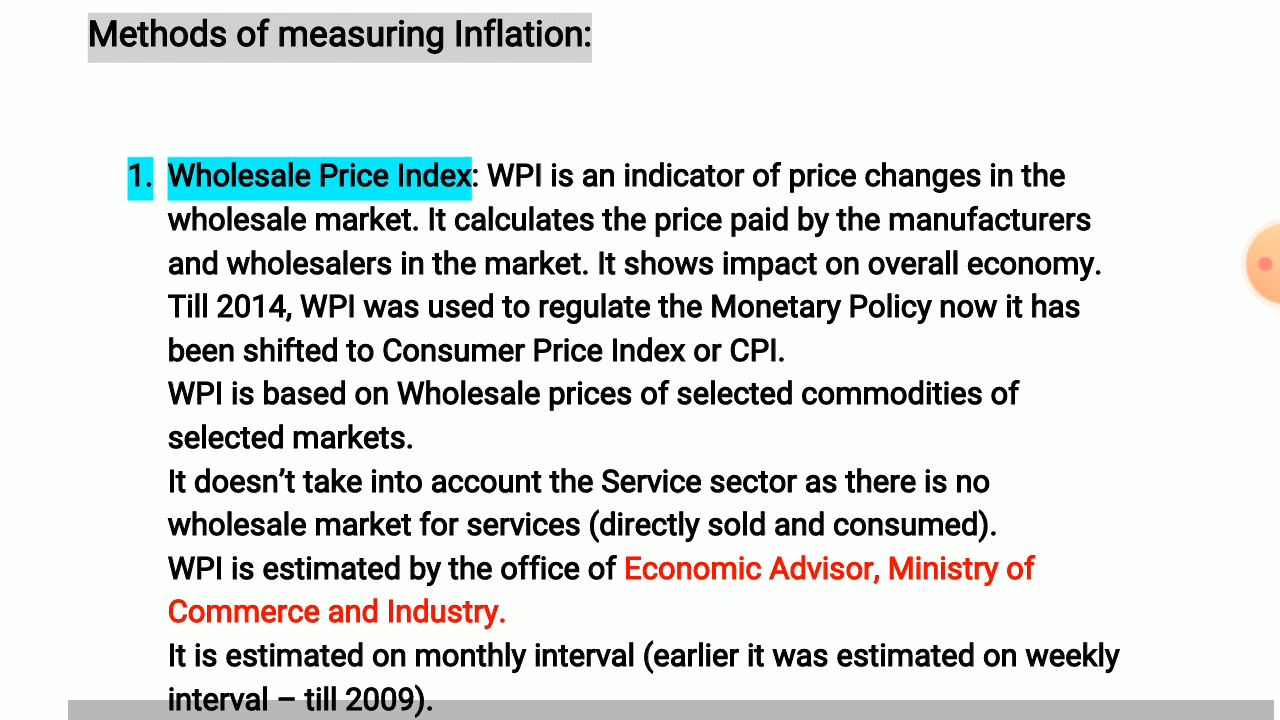 Methods of measuring Inflation:
1. Wholesale Price Index: WPI is an indicator of price changes in the
wholesale market. It calculates the price paid by the manufacturers
and wholesalers in the market. It shows impact on overall economy.
Till 2014, WPI was used to regulate the Monetary Policy now it has
been shifted to Consumer Price Index or CPI.
WPI is based on Wholesale prices of selected commodities of
selected markets.
It doesn’t take into account the Service sector as there is no
wholesale market for services (directly sold and consumed).
WPI is estimated by the office of Economic Advisor, Ministry of
Commerce and Industry.
It is estimated on monthly interval (earlier it was estimated on weekly
interval – till 2009).